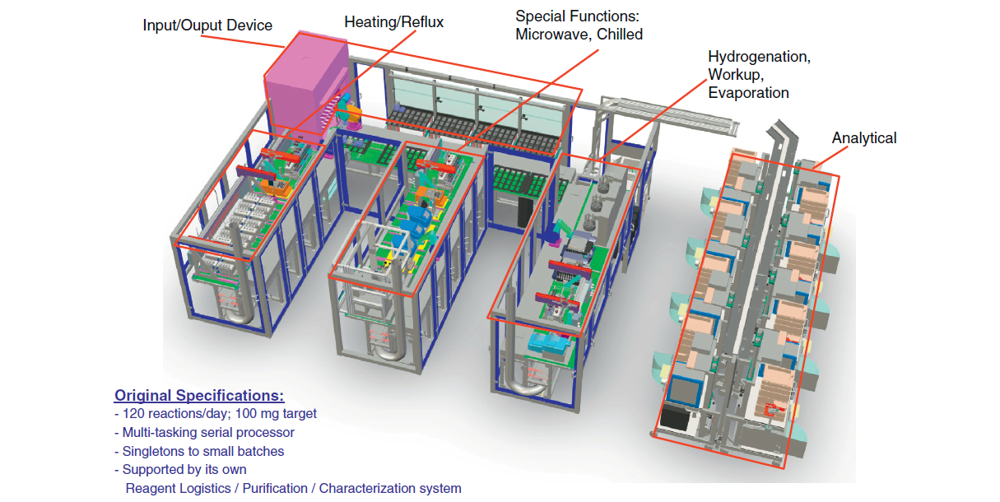 Input/Ouput Device
Heating/Reflux
Special Functions:
Microwave, Chilled
Hydrogenation,
Workup,
Evaporation
Analytical
Original Specifications:
- 120 reactions/day; 100 mg target
- Multi-tasking serial processor
- Singletons to small batches
- Supported by its own
Reagent Logistics / Purification / Characterization system